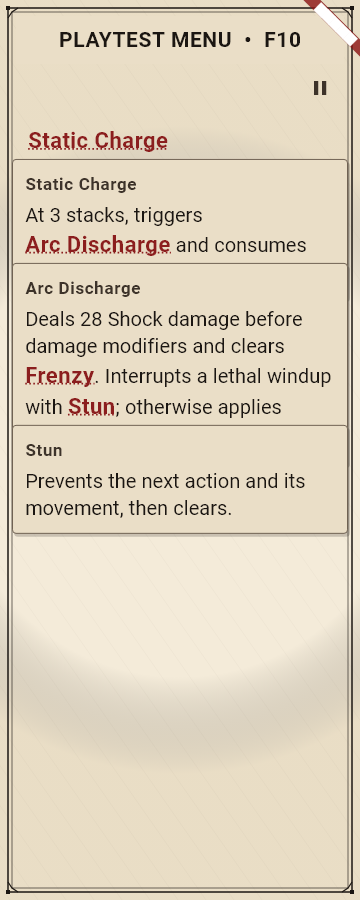 PLAYTEST MENU • F10
Static Charge
Static Charge
At 3 stacks, triggers
Arc Discharge and consumes
Arc Discharge
Deals 28 Shock damage before
damage modifiers and clears
Frenzy. Interrupts a lethal windup
with Stun; otherwise applies
Stun
Prevents the next action and its
movement, then clears.